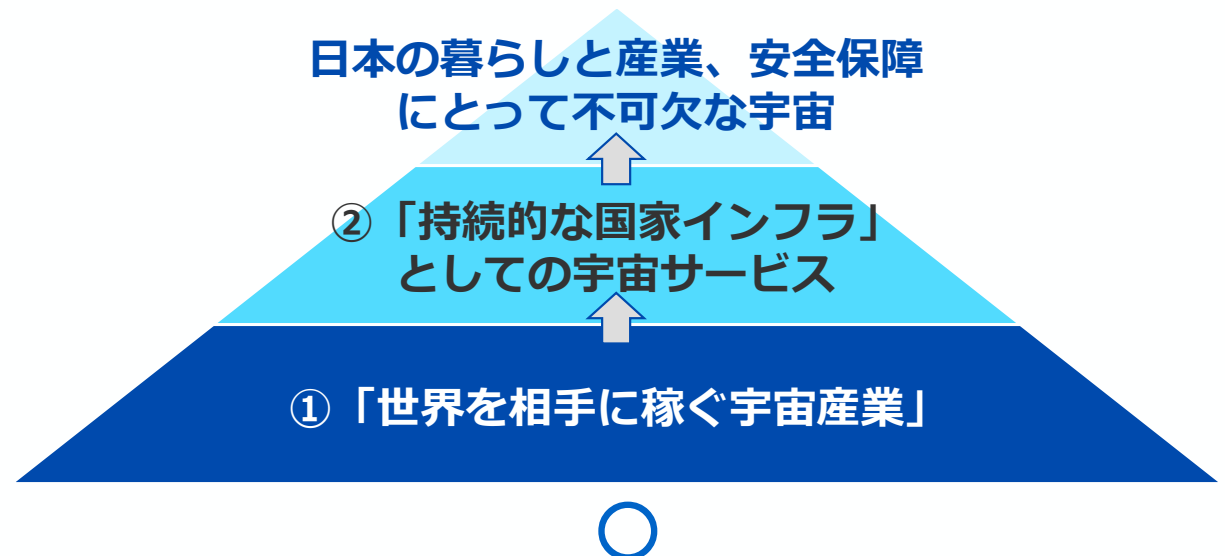 日本の暮らしと産業、安全保障
にとって不可欠な宇宙
②「持続的な国家インフラ」
としての宇宙サービス
①「世界を相手に稼ぐ宇宙産業」